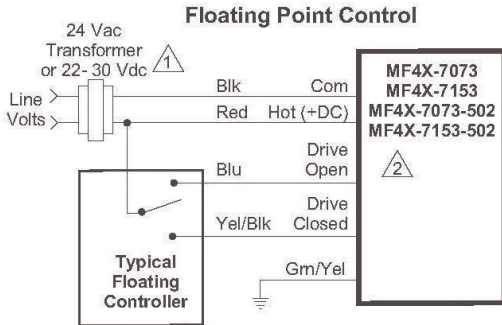 Floating Point Control
24 Vac
Transformer
or 22- 30 Vdc
1
Line
Volts
Blk
Com
Red
Hot (+DC)
Drive
Blu
Open
Drive
Yel/Blk
Closed
Grn/Yel
MF4X-7073
MF4X-7153
MF4X-7073-502
MF4X-7153-502
2
Typical
Floating
Controller